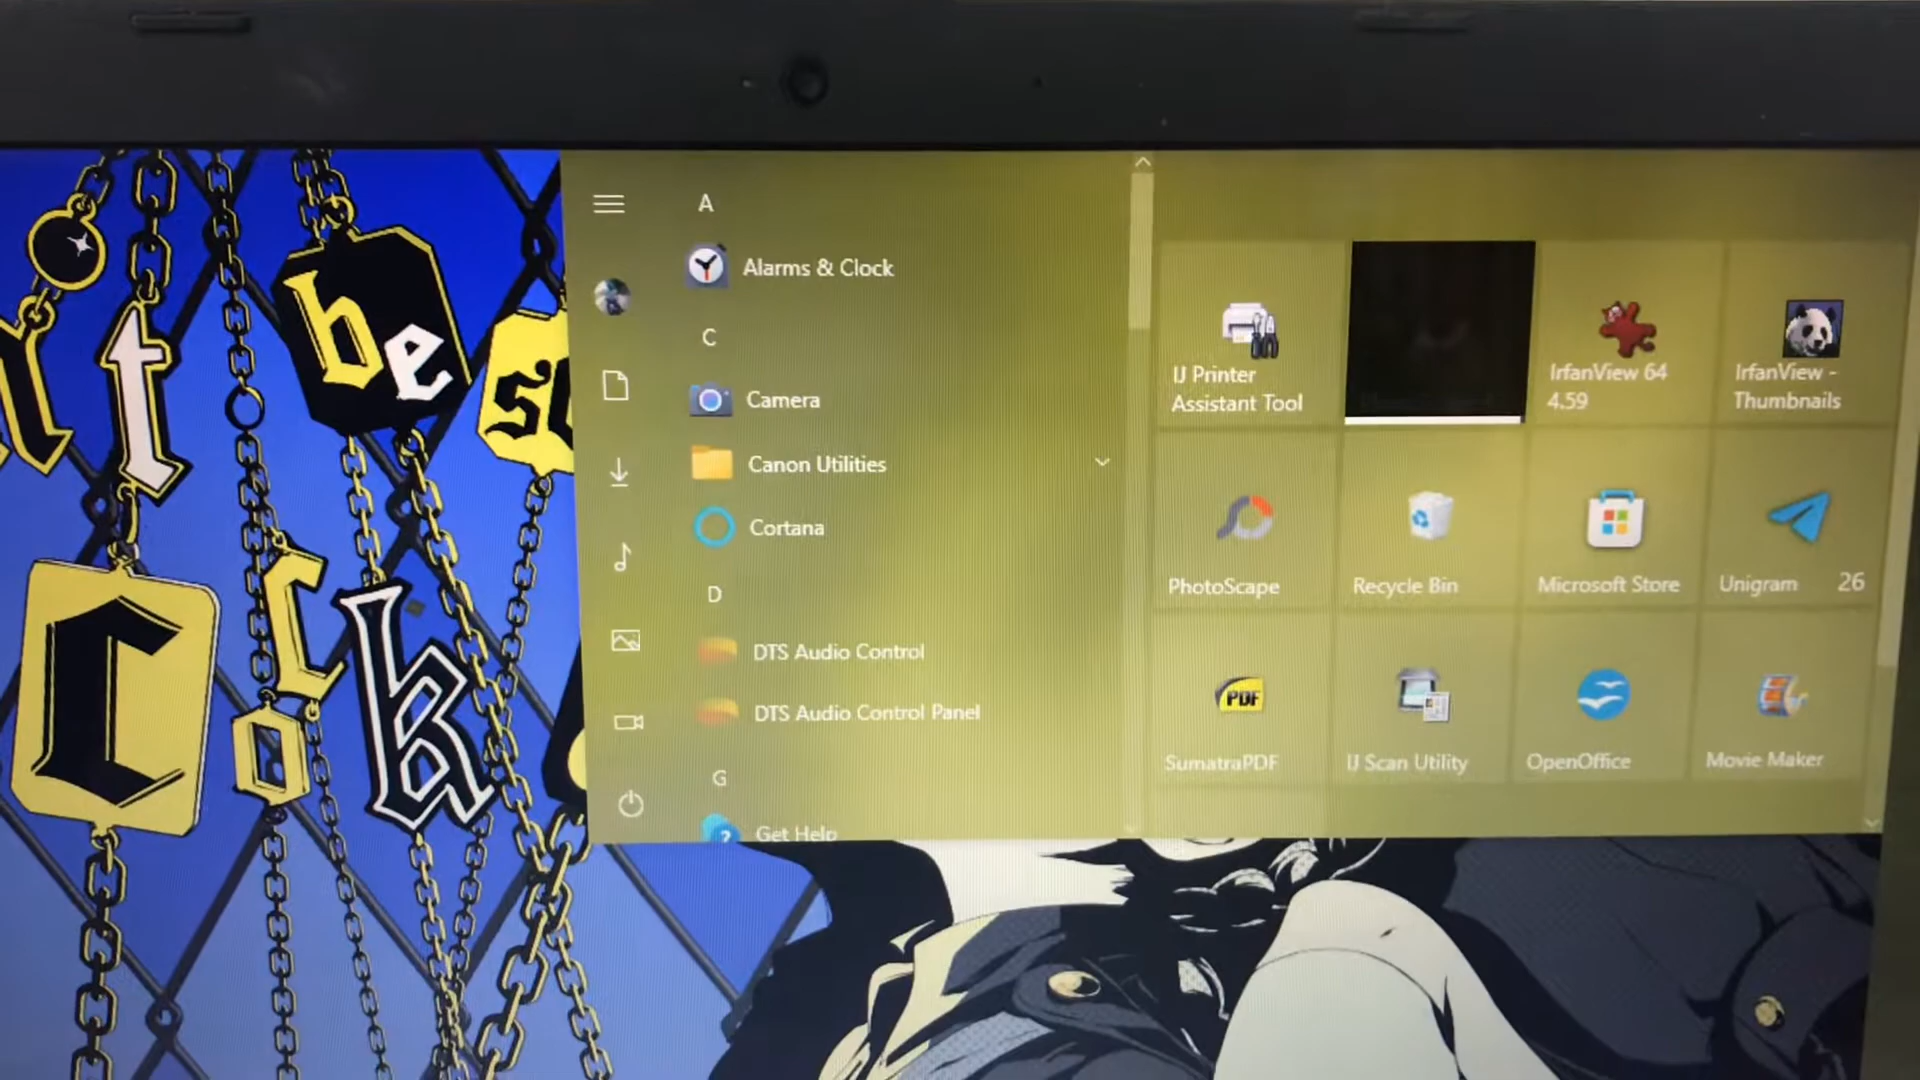 t
be
so
C
o
c
k
A
Alarms & Clock
C
Camera
Canon Utilities
Cortana
D
DTS Audio Control
DTS Audio Control Panel
G
Get Help
IJ Printer
Assistant Tool
IrfanView 64
4.59
IrfanView -
Thumbnails
PhotoScape
Recycle Bin
Microsoft Store
Unigram 26
PDF
SumatraPDF
IJ Scan Utility
OpenOffice
Movie Maker